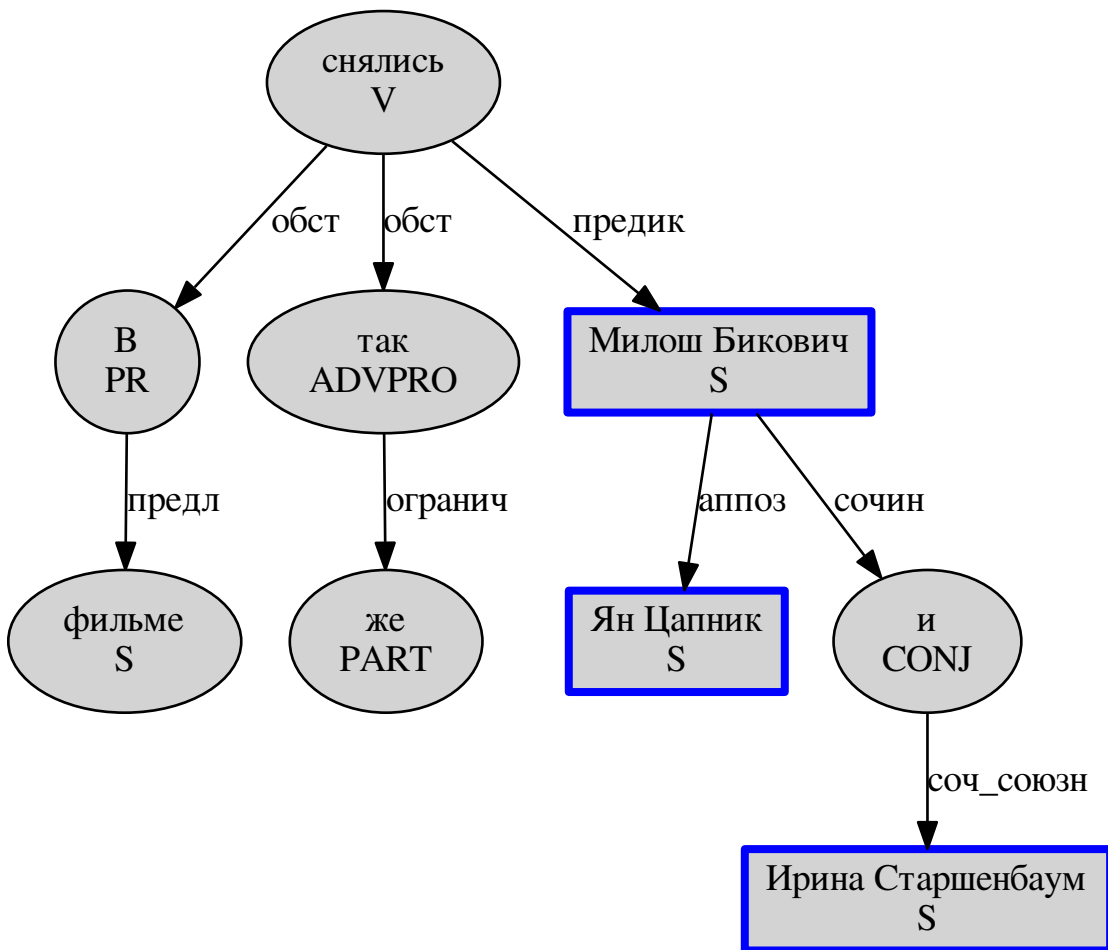 снялись
V
обст
обст
предик
В
PR
так
ADVPRO
Милош Бикович
S
предл
огранич
аппоз
сочин
фильме
S
же
PART
Ян Цапник
S
и
CONJ
соч_союзн
Ирина Старшенбаум
S